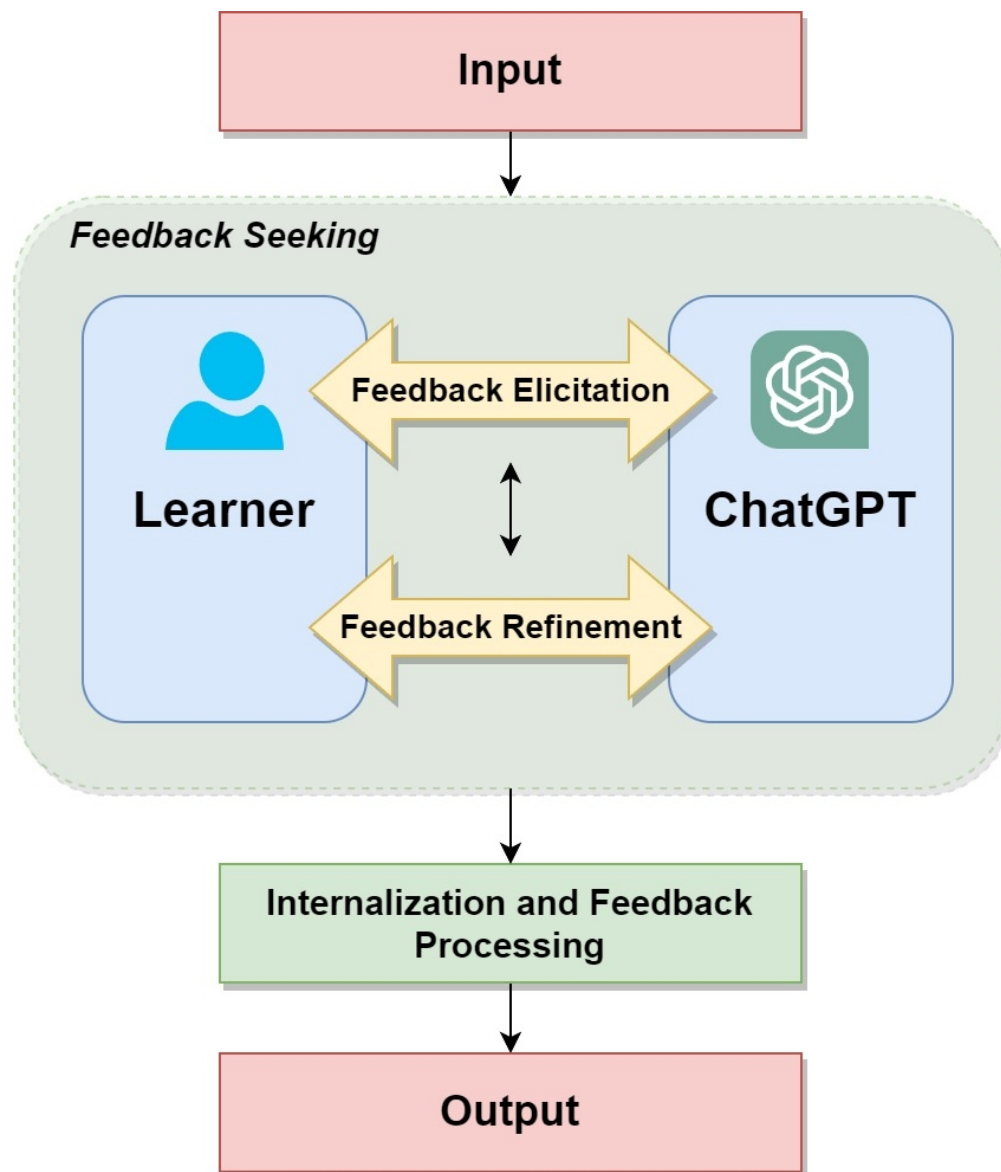 Input
Feedback Seeking
Feedback Elicitation
Learner
ChatGPT
Feedback Refinement
Internalization and Feedback
Processing
Output